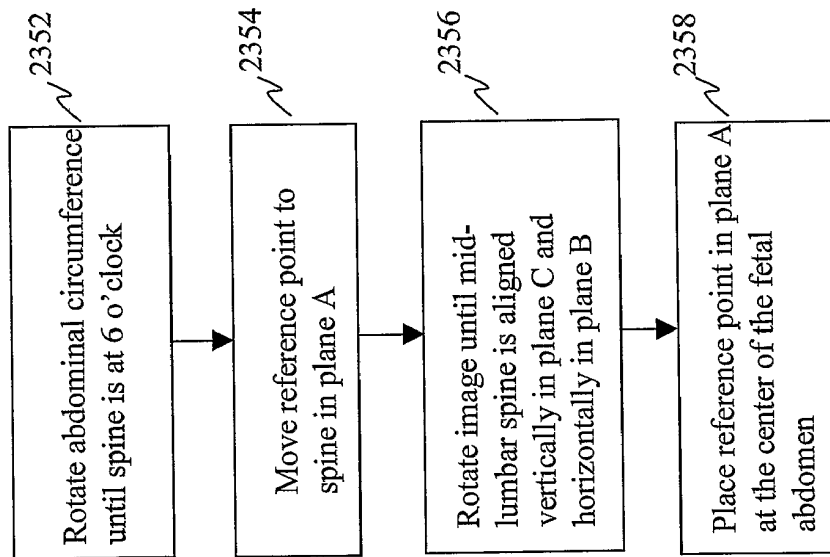 Rotate abdominal circumference
until spine is at 6 o'clock
2352
Move reference point to
spine in plane A
2354
Rotate image until mid-
lumbar spine is aligned
vertically in plane C and
horizontally in plane B
2356
Place reference point in plane A
at the center of the fetal
abdomen
2358